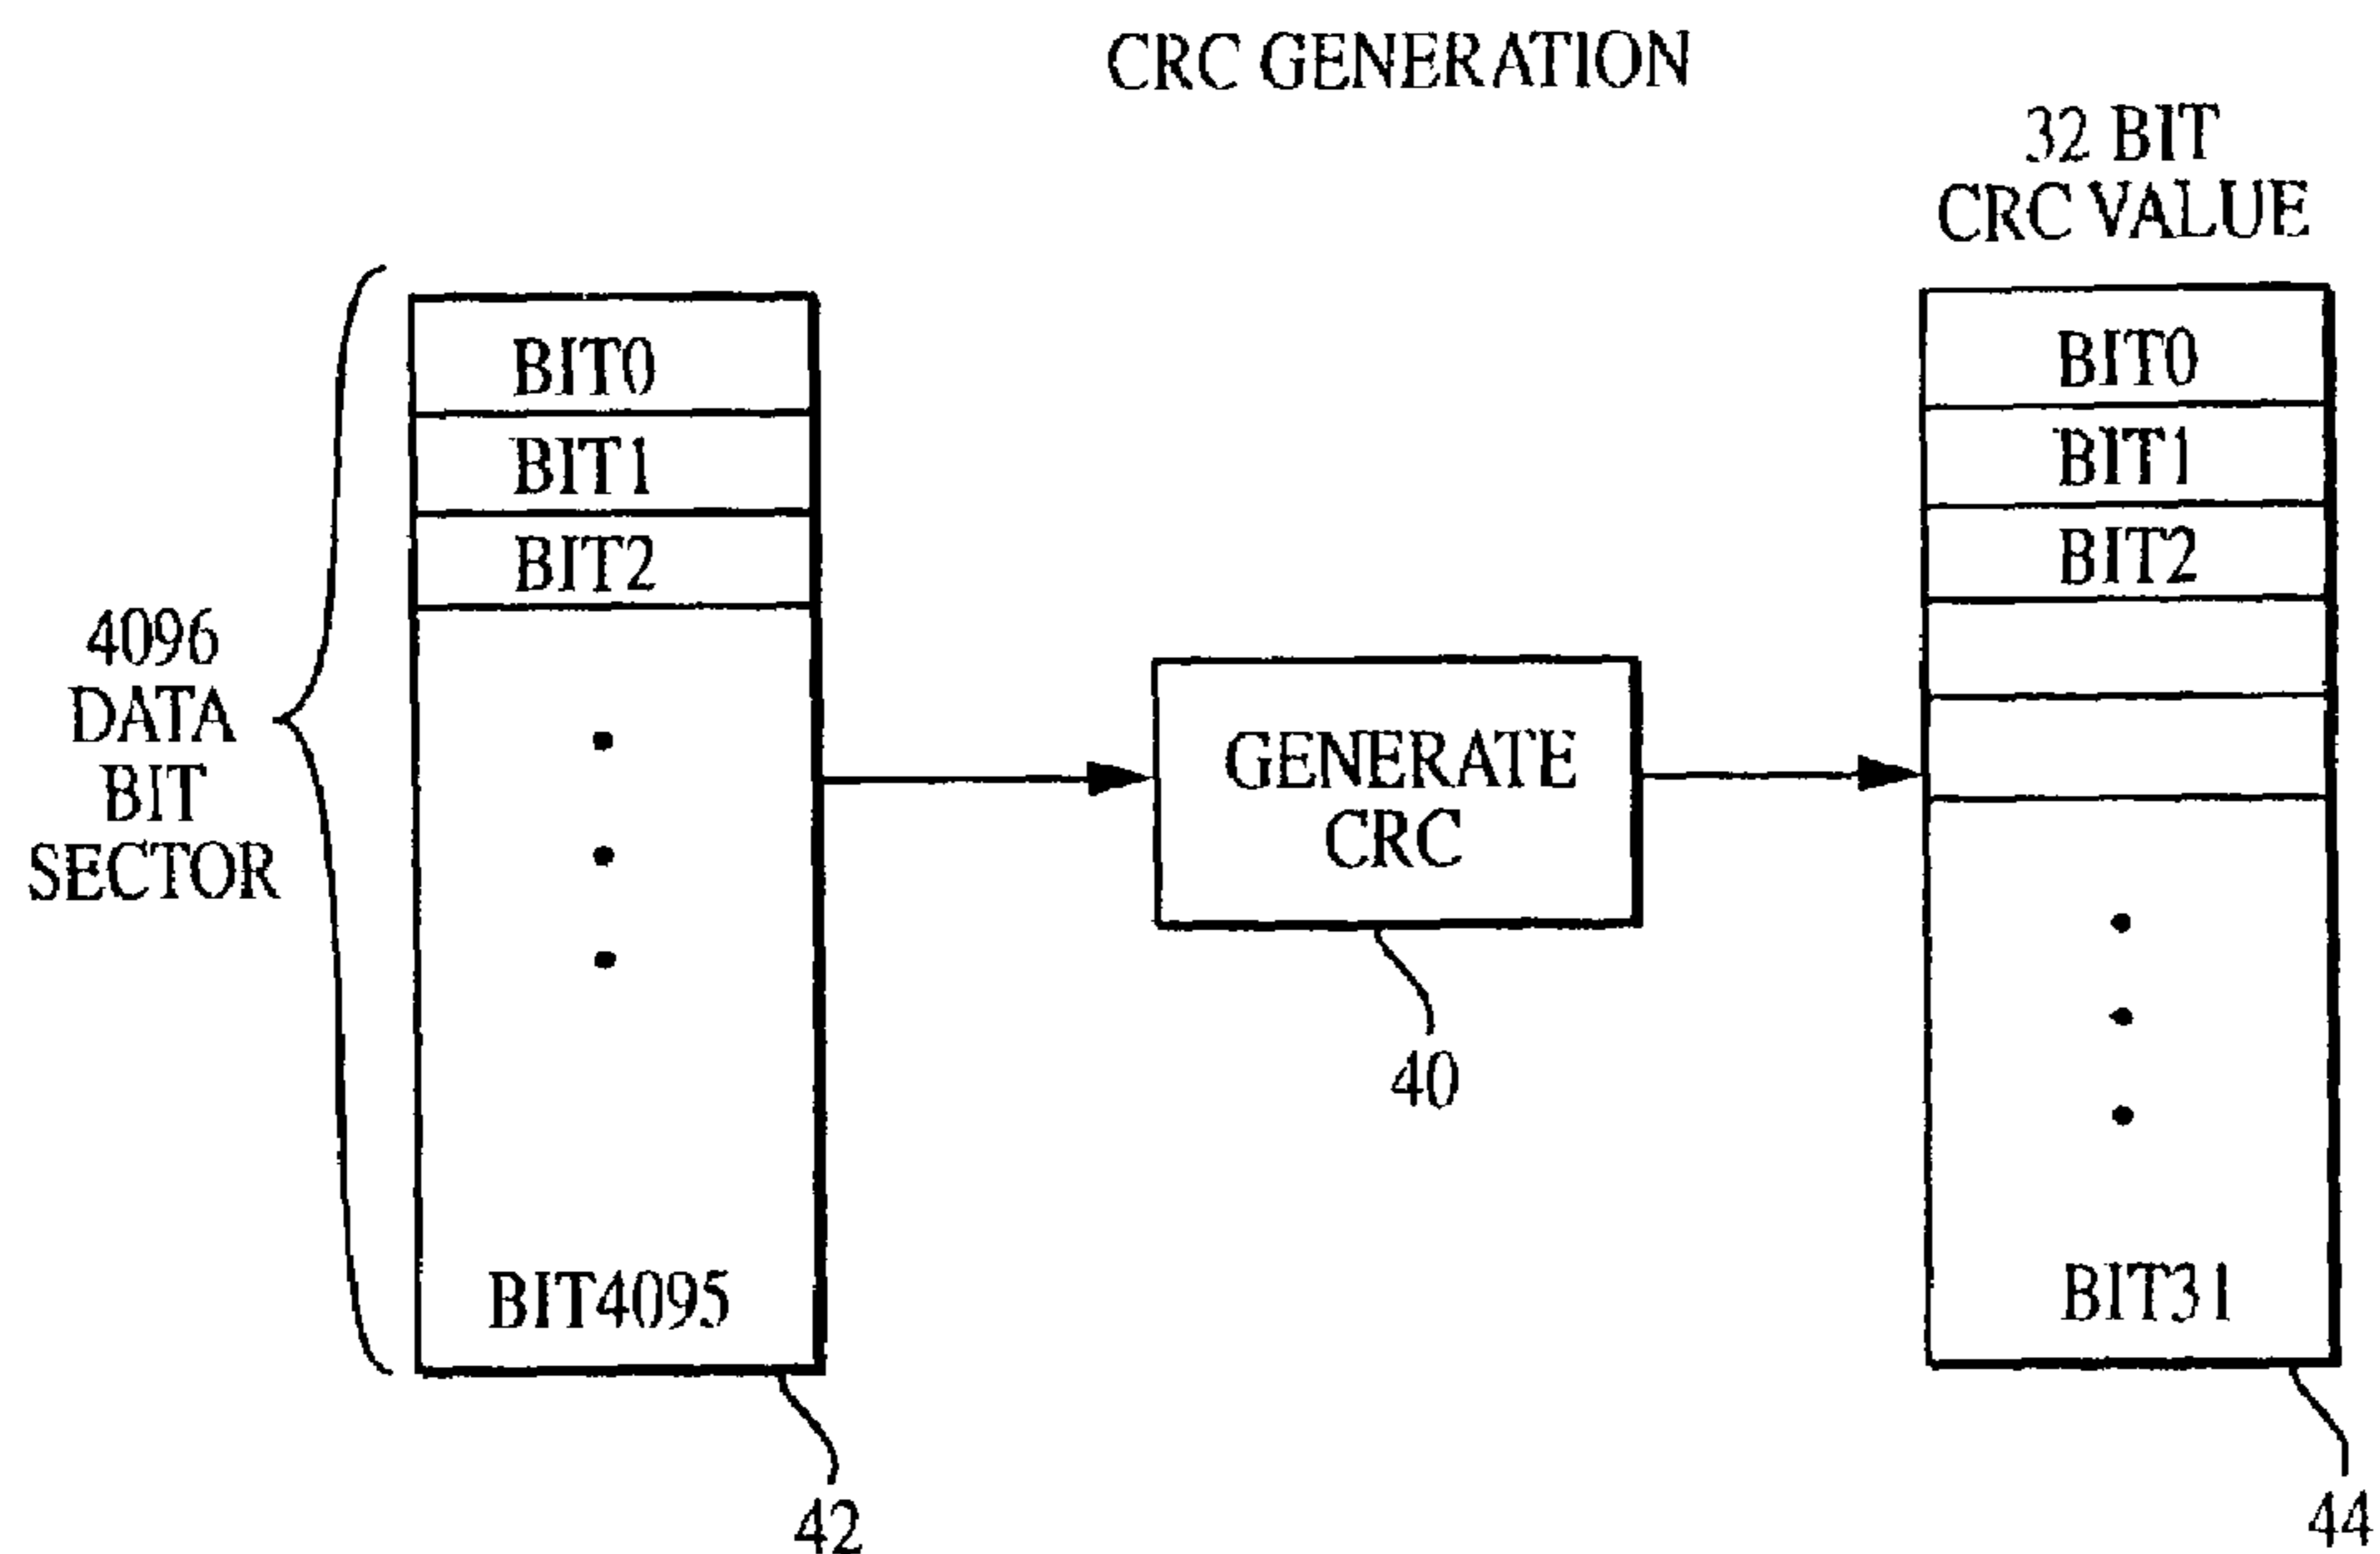 CRC GENERATION
4096
DATA
BIT
SECTOR
BIT0
BIT1
BIT2
BIT4095
42
GENERATE
CRC
40
32 BIT
CRC VALUE
BIT0
BIT1
BIT2
BIT31
44